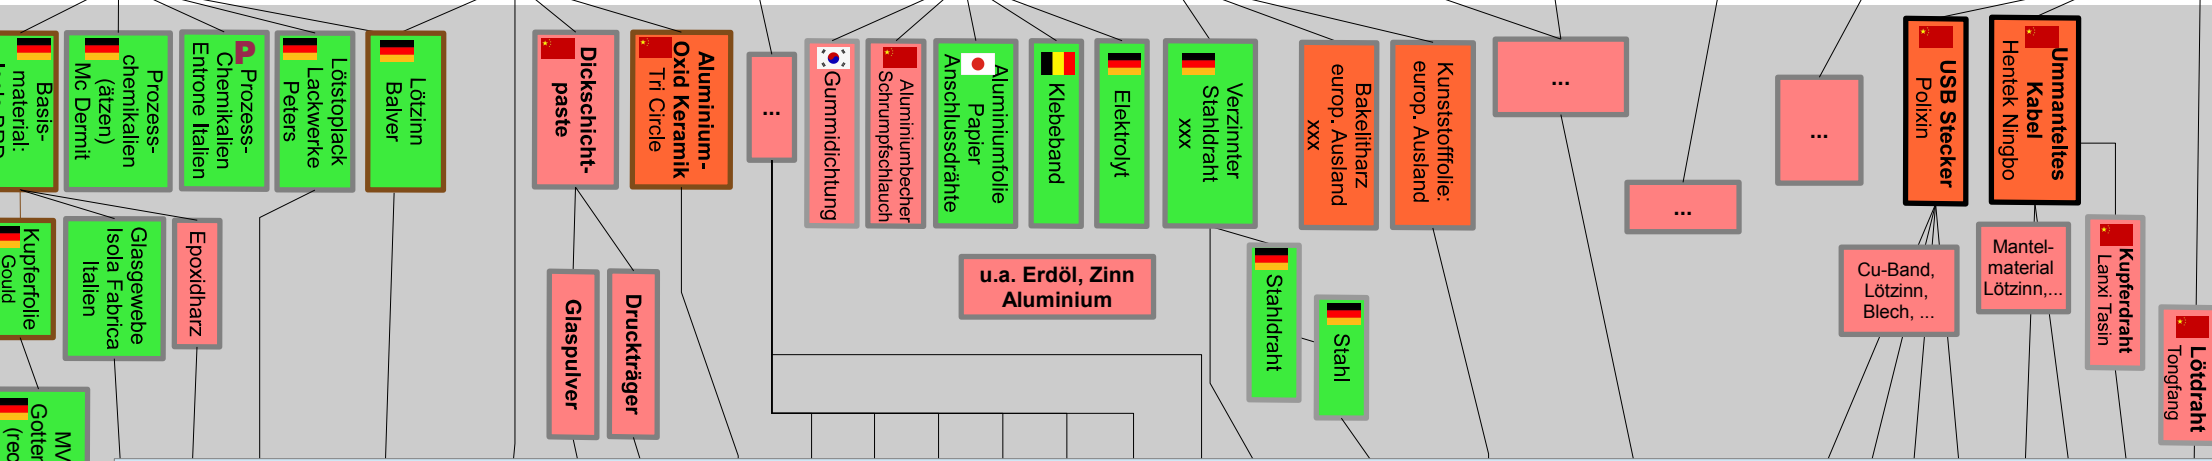 Basis-
material:
Prozess-
chemikalien
(ätzen)
Mc Dermit
P
Prozess-
Chemikalien
Entrone Italien
Lötstoplack
Lackwerke
Peters
Lötzinn
Balver
Dickschicht-
paste
Aluminium-
Oxid Keramik
Tri Circle
...
Gummidichtung
Aluminiumbecher
Schrumpfschlauch
Aluminiumfolie
Papier
Anschlussdrähte
Klebeband
Elektrolyt
Verzinnter
Stahldraht
xxx
Bakelitharz
europ. Ausland
xxx
Kunststofffolie:
europ. Ausland
...
...
...
USB Stecker
Polixin
Ummanteltes
Kabel
Hentek Ningbo
Kupferfolie
Gould
Glasgewebe
Isola Fabrica
Italien
Epoxidharz
Glaspulver
Druckträger
u.a. Erdöl, Zinn
Aluminium
Stahldraht
Stahl
Cu-Band,
Lötzinn,
Blech, ...
Mantel-
material
Lötzinn,...
Kupferdraht
Lanxi Tasin
Lötdraht
Tongfang
MV
Gotter
(rec